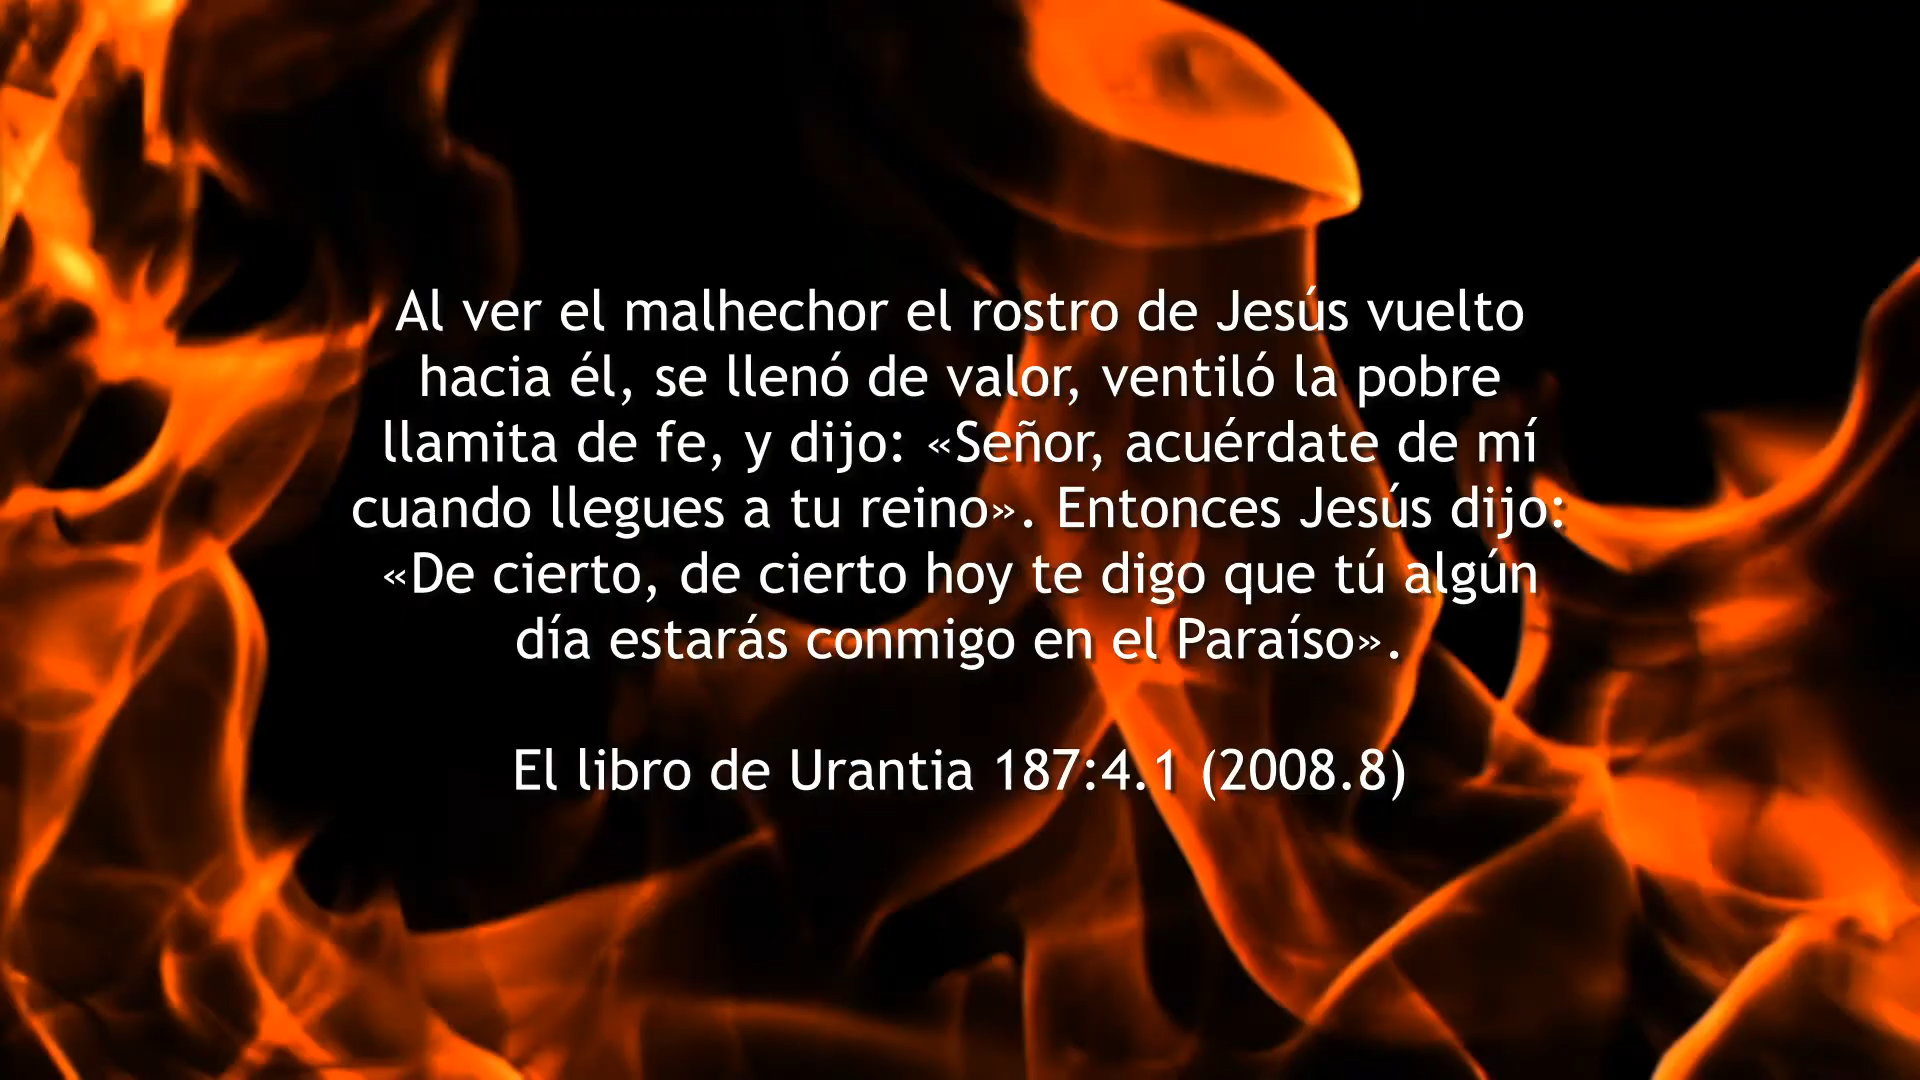 Al ver el malhechor el rostro de Jesús vuelto
hacia él, se llenó de valor, ventiló la pobre
llamita de fe, y dijo: «Señor, acuérdate de mí
cuando llegues a tu reino». Entonces Jesús dijo:
«De cierto, de cierto hoy te digo que tú algún
día estarás conmigo en el Paraíso».
El libro de Urantia 187:4.1 (2008.8)